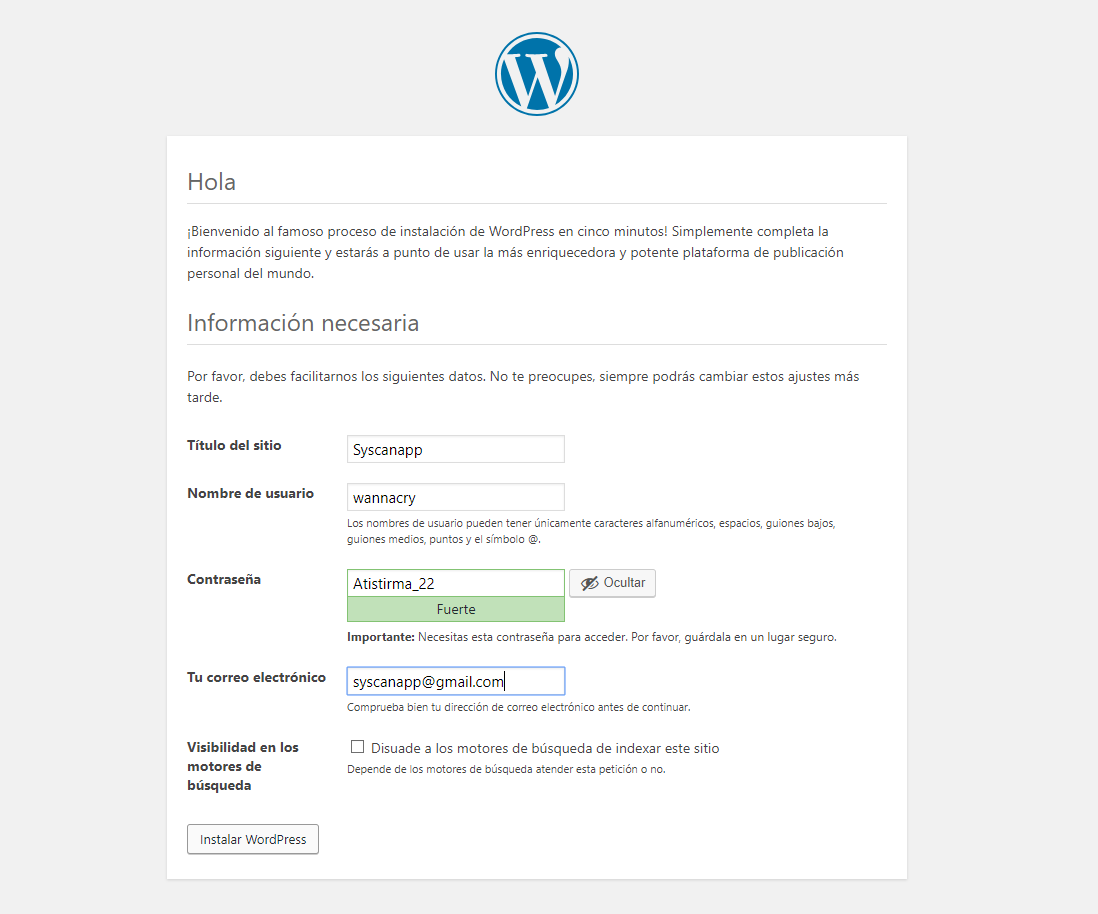 Hola
¡Bienvenido al famoso proceso de instalación de WordPress en cinco minutos! Simplemente completa la
información siguiente y estarás a punto de usar la más enriquecedora y potente plataforma de publicación
personal del mundo.
Información necesaria
Por favor, debes facilitarnos los siguientes datos. No te preocupes, siempre podrás cambiar estos ajustes más
tarde.
Título del sitio
Syscanapp
Nombre de usuario
wannacry
Los nombres de usuario pueden tener únicamente caracteres alfanuméricos, espacios, guiones bajos,
guiones medios, puntos y el símbolo @.
Contraseña
Atistirma_22
Ocultar
Fuerte
Importante: Necesitas esta contraseña para acceder. Por favor, guárdala en un lugar seguro.
Tu correo electrónico
syscanapp@gmail.com
Comprueba bien tu dirección de correo electrónico antes de continuar.
Visibilidad en los
motores de
búsqueda
Disuade a los motores de búsqueda de indexar este sitio
Depende de los motores de búsqueda atender esta petición o no.
Instalar WordPress